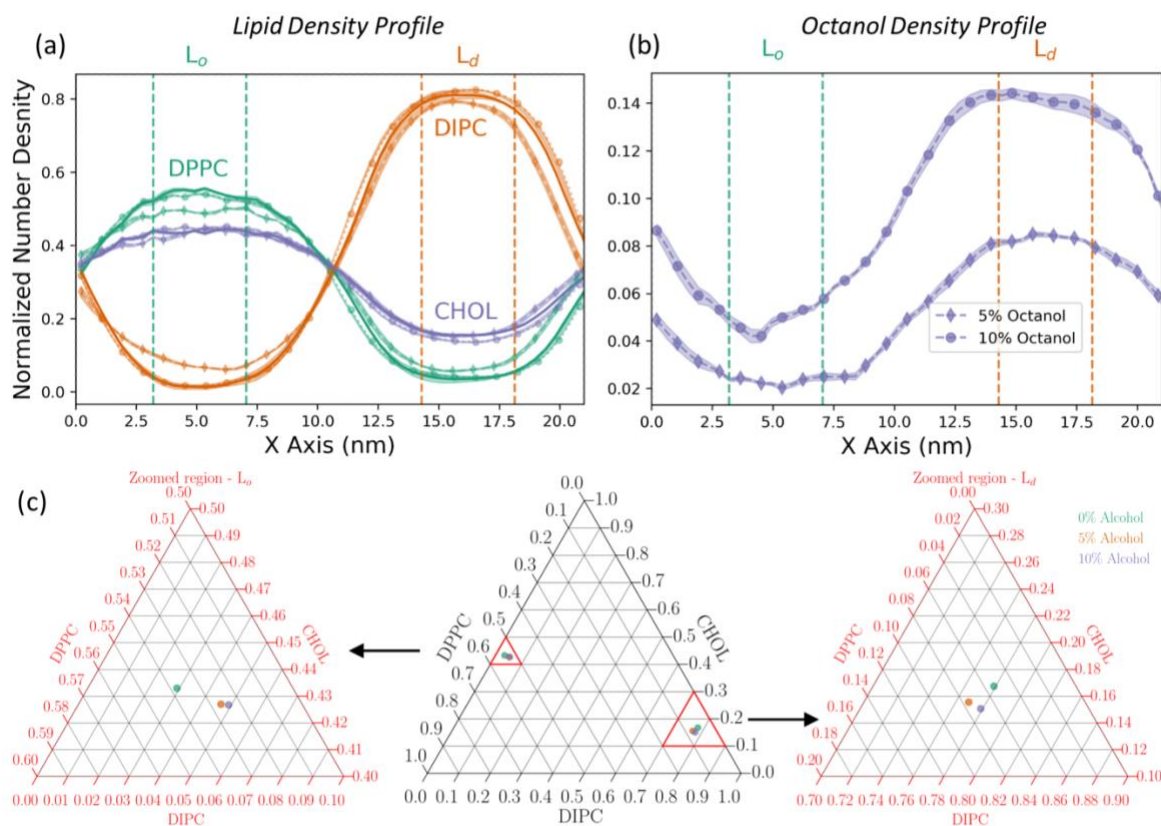 (a)
Lipid Density Profile
L_o
L_d
Normalized Number Desnity
0.8
0.6
0.4
0.2
0.0
DPPC
DIPC
CHOL
0.0 2.5 5.0 7.5 10.0 12.5 15.0 17.5 20.0
X Axis (nm)
(b)
Octanol Density Profile
L_o
L_d
0.14
0.12
0.10
0.08
0.06
0.04
0.02
5% Octanol
10% Octanol
0.0 2.5 5.0 7.5 10.0 12.5 15.0 17.5 20.0
X Axis (nm)
(c)
Zoomed region - L_o
0.50
0.51
0.52
0.53
0.54
0.55
0.56
0.57
0.58
0.59
0.60
DPPC
0.50
0.49
0.48
0.47
0.46
0.45
0.44
0.43
0.42
0.41
0.40
CHOL
0.00 0.01 0.02 0.03 0.04 0.05 0.06 0.07 0.08 0.09 0.10
DIPC
0.0
0.1
0.2
0.3
0.4
0.5
0.6
0.7
0.8
0.9
1.0
DPPC
1.0
0.9
0.8
0.7
0.6
0.5
0.4
0.3
0.2
0.1
0.0
CHOL
0.0 0.1 0.2 0.3 0.4 0.5 0.6 0.7 0.8 0.9 1.0
DIPC
Zoomed region - L_d
0.00
0.02
0.04
0.06
0.08
0.10
0.12
0.14
0.16
0.18
0.20
DPPC
0.30
0.28
0.26
0.24
0.22
0.20
0.18
0.16
0.14
0.12
0.10
CHOL
0.70 0.72 0.74 0.76 0.78 0.80 0.82 0.84 0.86 0.88 0.90
DIPC
0% Alcohol
5% Alcohol
10% Alcohol